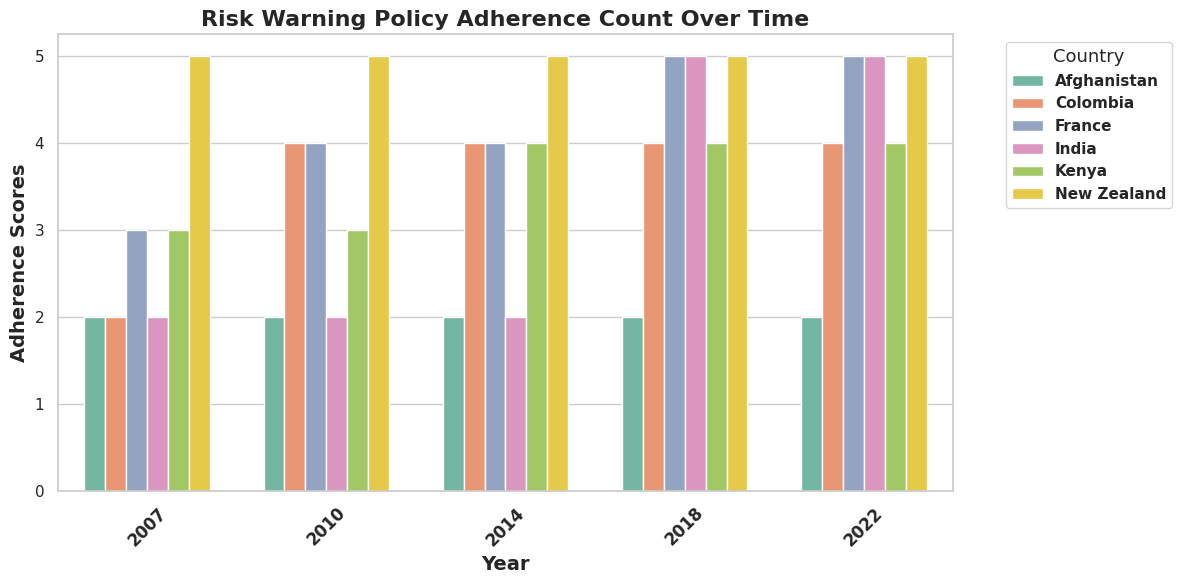 Risk Warning Policy Adherence Count Over Time
Adherence Scores
5
4
3
2
1
0
2007
2010
2014
2018
2022
Year
Country
Afghanistan
Colombia
France
India
Kenya
New Zealand